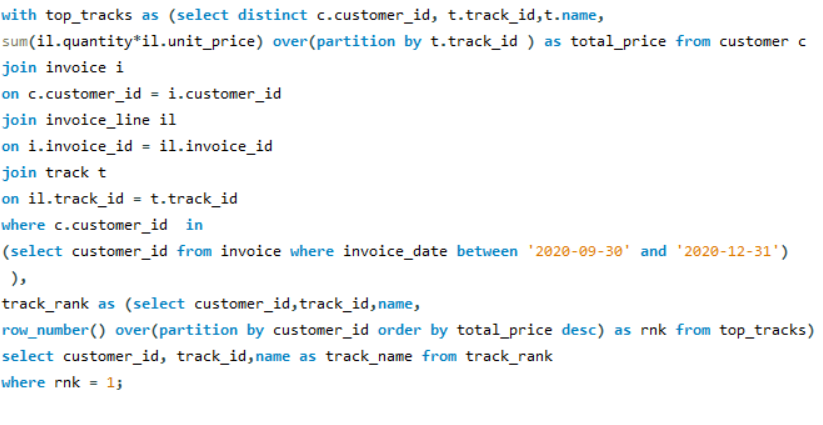 with top_tracks as (select distinct c.customer_id, t.track_id,t.name,
sum(il.quantity*il.unit_price) over(partition by t.track_id ) as total_price from customer c
join invoice i
on c.customer_id = i.customer_id
join invoice_line il
on i.invoice_id = il.invoice_id
join track t
on il.track_id = t.track_id
where c.customer_id  in
(select customer_id from invoice where invoice_date between '2020-09-30' and '2020-12-31')
 ),
track_rank as (select customer_id,track_id,name,
row_number() over(partition by customer_id order by total_price desc) as rnk from top_tracks)
select customer_id, track_id,name as track_name from track_rank
where rnk = 1;